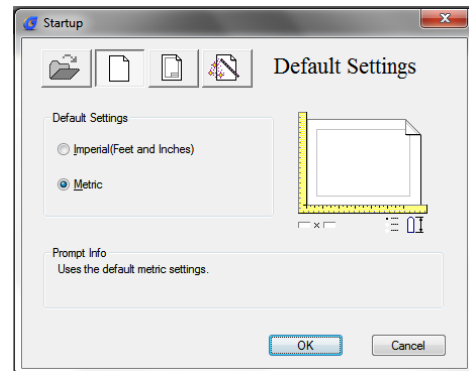 Startup
Default Settings
Default Settings
Imperial(Feet and Inches)
Metric
Prompt Info
Uses the default metric settings.
OK
Cancel